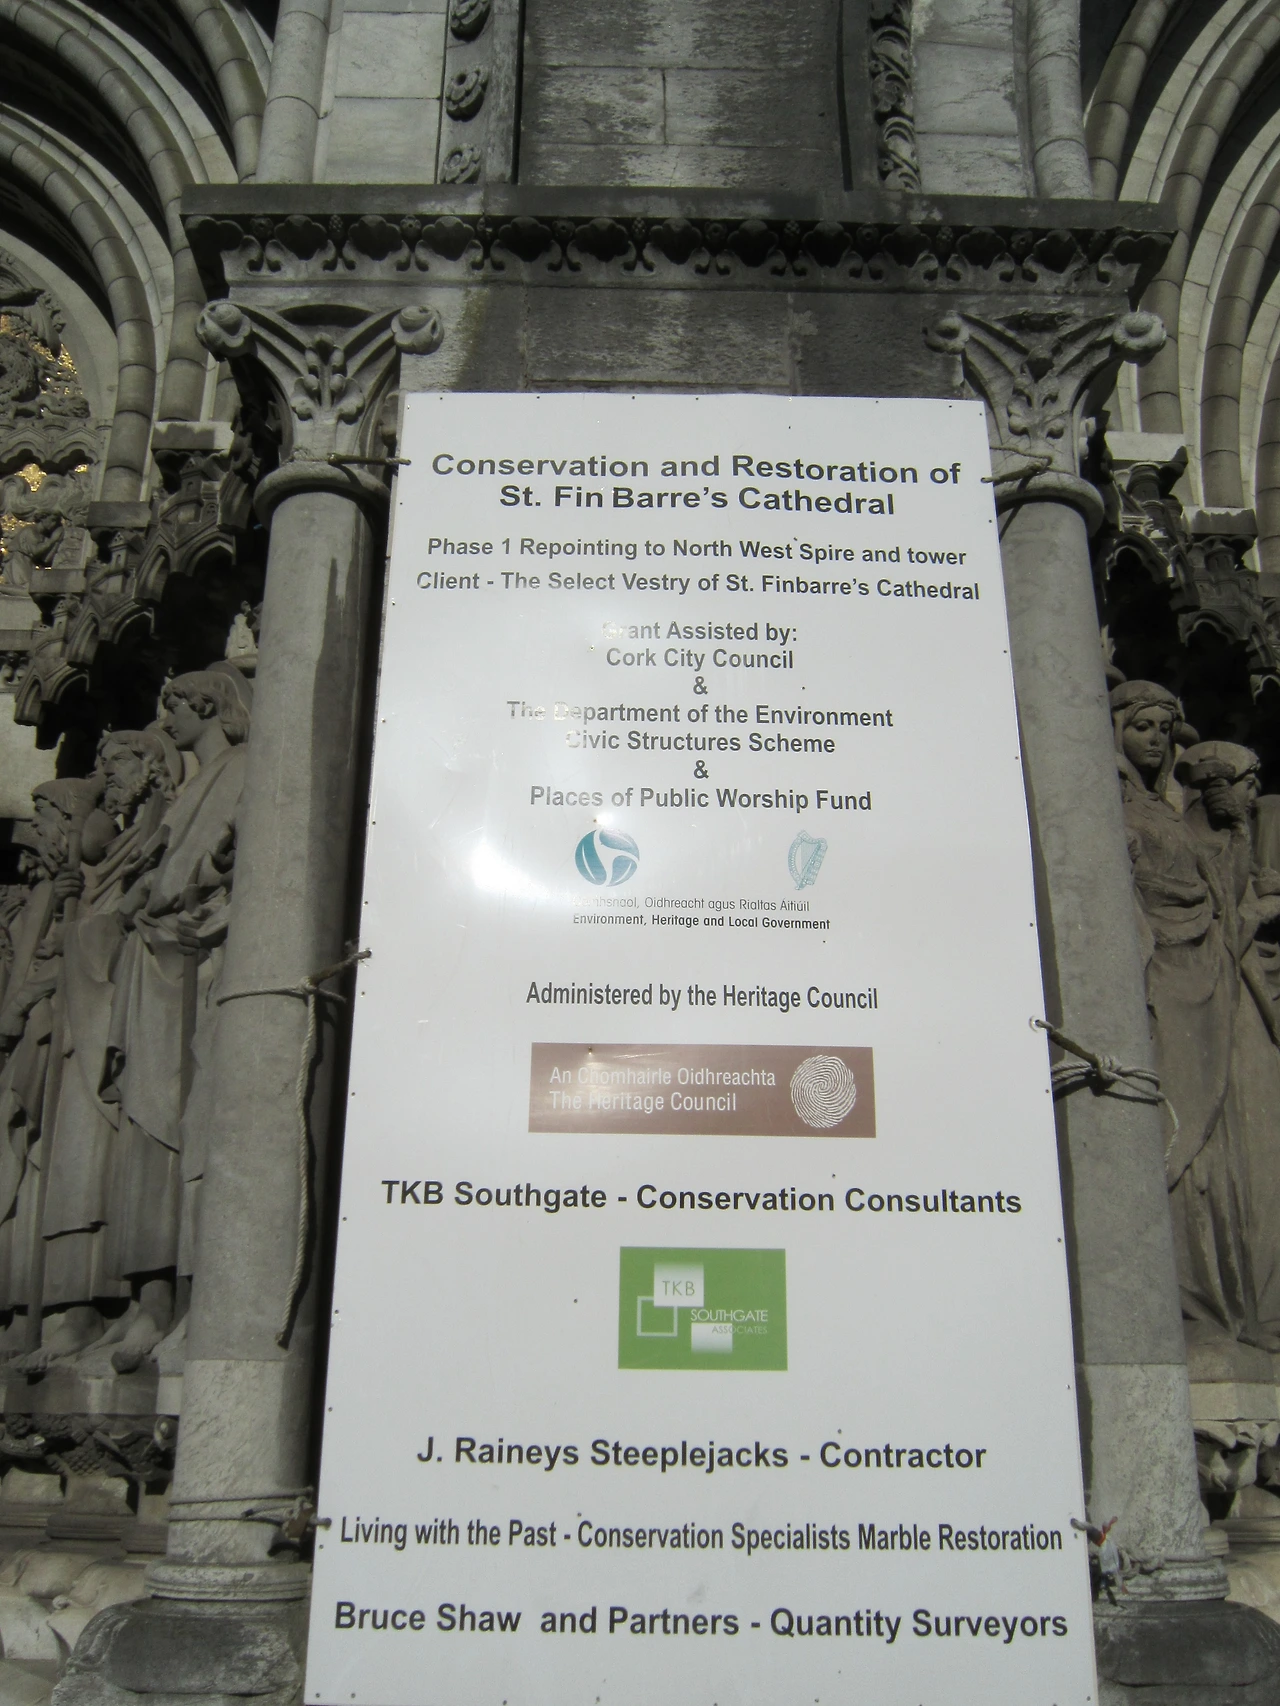 Conservation and Restoration of
St. Fin Barre's Cathedral
Phase 1 Repointing to North West Spire and tower
Client - The Select Vestry of St. Finbarre's Cathedral
Grant Assisted by:
Cork City Council
&
The Department of the Environment
Civic Structures Scheme
&
Places of Public Worship Fund
Oidhreacht agus Rialtas Áitiúil
Environment, Heritage and Local Government
Administered by the Heritage Council
An Chomhairle Oidhreachta
The Heritage Council
TKB Southgate - Conservation Consultants
TKB
SOUTHGATE
ASSOCIATES
J. Raineys Steeplejacks - Contractor
Living with the Past - Conservation Specialists Marble Restoration
Bruce Shaw and Partners - Quantity Surveyors